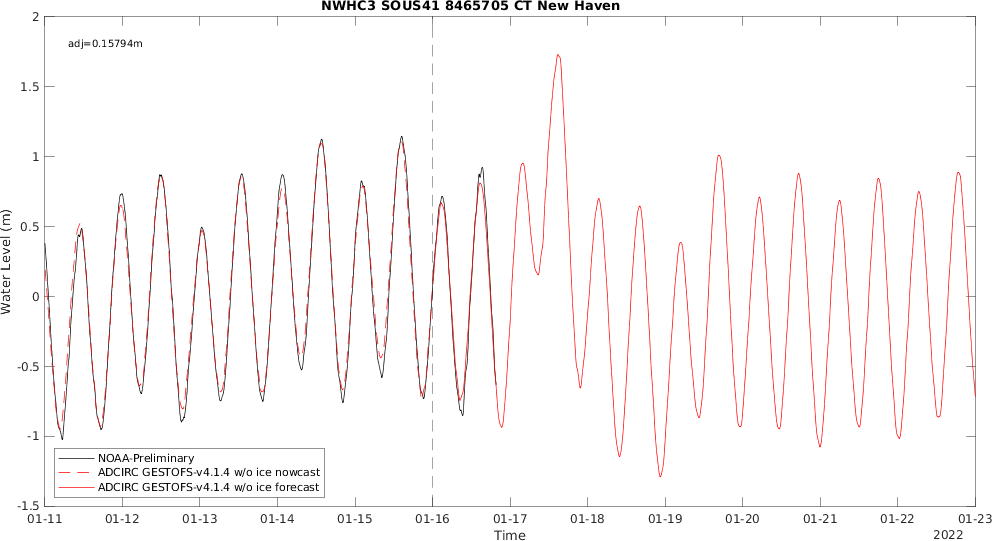 NWHC3 SOUS41 8465705 CT New Haven
adj=0.15794m
2
1.5
1
0.5
0
-0.5
-1
-1.5
Water Level (m)
NOAA-Preliminary
ADCIRC GESTOFS-v4.1.4 w/o ice nowcast
ADCIRC GESTOFS-v4.1.4 w/o ice forecast
01-11 01-12 01-13 01-14 01-15 01-16 01-17 01-18 01-19 01-20 01-21 01-22 01-23
Time
2022